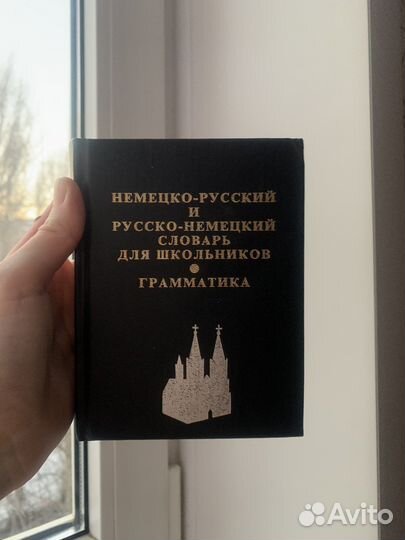 НЕМЕЦКО-РУССКИЙ
И
РУССКО-НЕМЕЦКИЙ
СЛОВАРЬ
ДЛЯ ШКОЛЬНИКОВ
ГРАММАТИКА
Avito